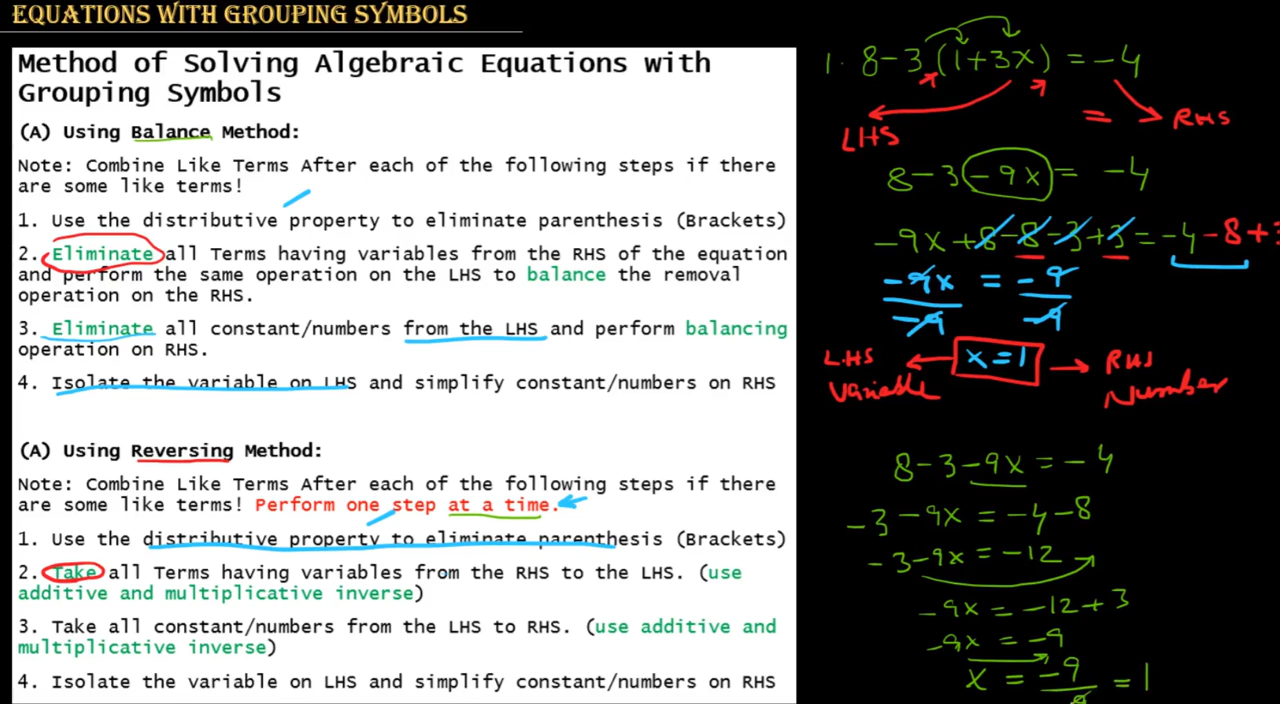 EQUATIONS WITH GROUPING SYMBOLS
Method of Solving Algebraic Equations with
Grouping Symbols
(A) Using Balance Method:
Note: Combine Like Terms After each of the following steps if there
are some like terms!
1. Use the distributive property to eliminate parenthesis (Brackets)
2. Eliminate all Terms having variables from the RHS of the equation
and perform the same operation on the LHS to balance the removal
operation on the RHS.
3. Eliminate all constant/numbers from the LHS and perform balancing
operation on RHS.
4. Isolate the variable on LHS and simplify constant/numbers on RHS
(A) Using Reversing Method:
Note: Combine Like Terms After each of the following steps if there
are some like terms! Perform one step at a time.
1. Use the distributive property to eliminate parenthesis (Brackets)
2. Take all Terms having variables from the RHS to the LHS. (use
additive and multiplicative inverse)
3. Take all constant/numbers from the LHS to RHS. (use additive and
multiplicative inverse)
4. Isolate the variable on LHS and simplify constant/numbers on RHS
1. 8-3(1+3x) = -4
LHS = RHS
8-3-9x = -4
-9x+8-8-3+3 = -4-8+3
-9x = -9
-9 -9
LHS x=1 RHS
Variable Number
8-3-9x = -4
-3-9x = -4-8
-3-9x = -12
-9x = -12+3
-9x = -9
x = -9 = 1